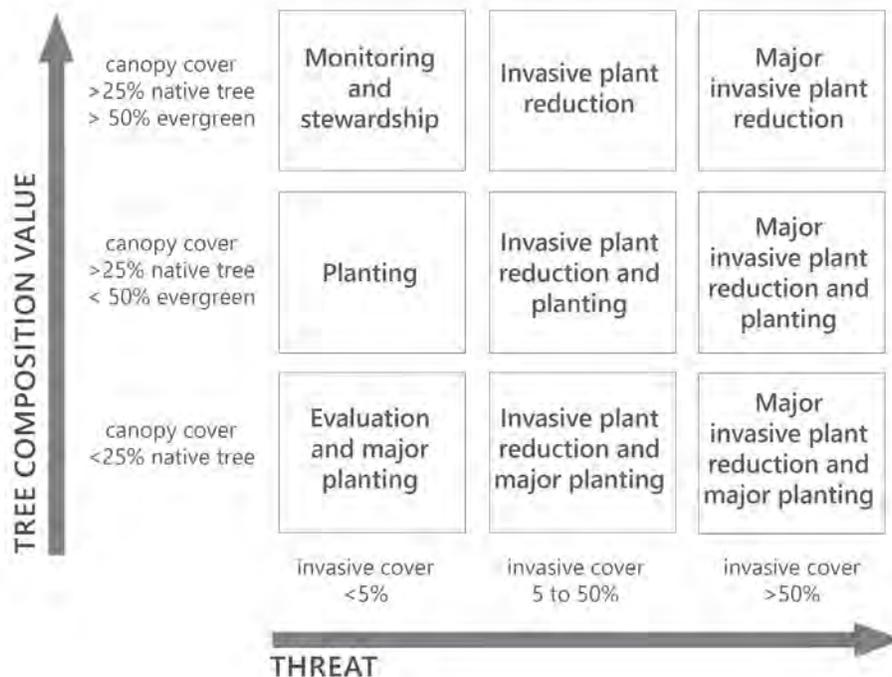 TREE COMPOSITION VALUE
canopy cover
>25% native tree
> 50% evergreen
Monitoring
and
stewardship
Invasive plant
reduction
Major
invasive plant
reduction
canopy cover
>25% native tree
< 50% evergreen
Planting
Invasive plant
reduction and
planting
Major
invasive plant
reduction and
planting
canopy cover
<25% native tree
Evaluation
and major
planting
Invasive plant
reduction and
major planting
Major
invasive plant
reduction and
major planting
invasive cover
<5%
invasive cover
5 to 50%
invasive cover
>50%
THREAT